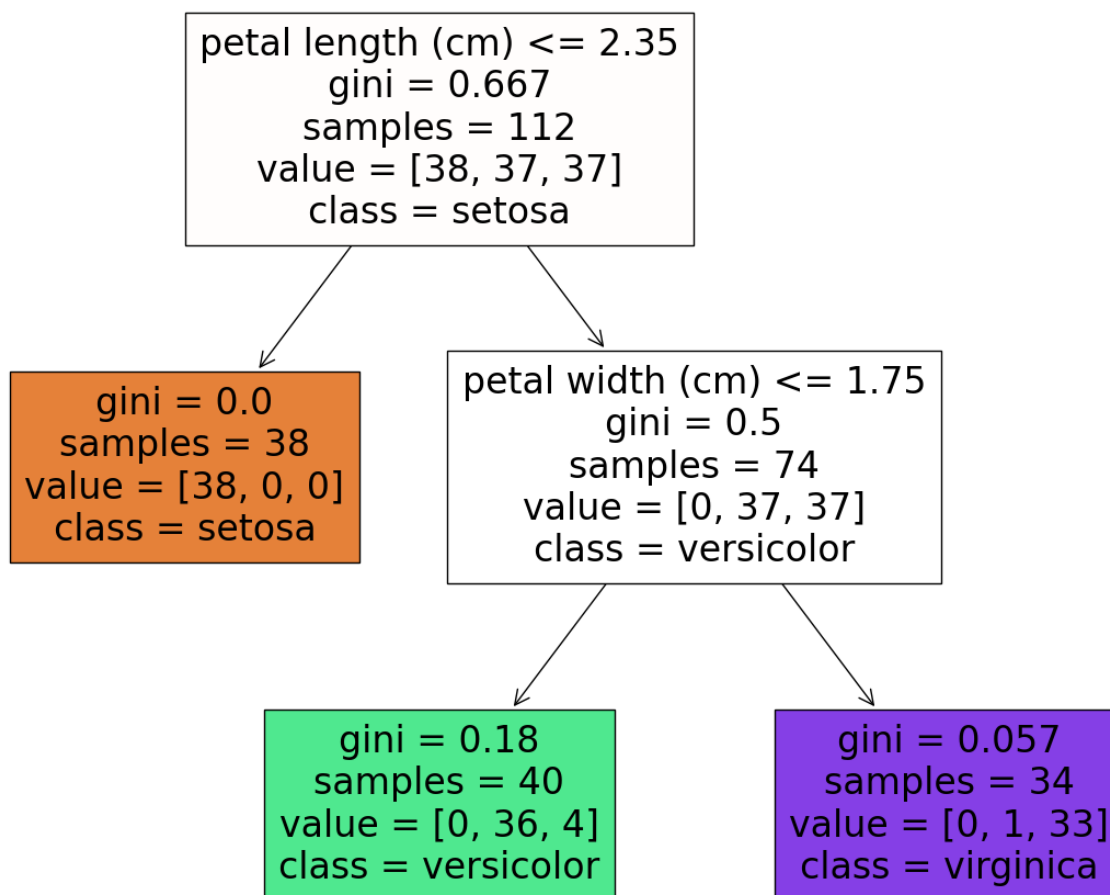 petal length (cm) <= 2.35
gini = 0.667
samples = 112
value = [38, 37, 37]
class = setosa
gini = 0.0
samples = 38
value = [38, 0, 0]
class = setosa
petal width (cm) <= 1.75
gini = 0.5
samples = 74
value = [0, 37, 37]
class = versicolor
gini = 0.18
samples = 40
value = [0, 36, 4]
class = versicolor
gini = 0.057
samples = 34
value = [0, 1, 33]
class = virginica